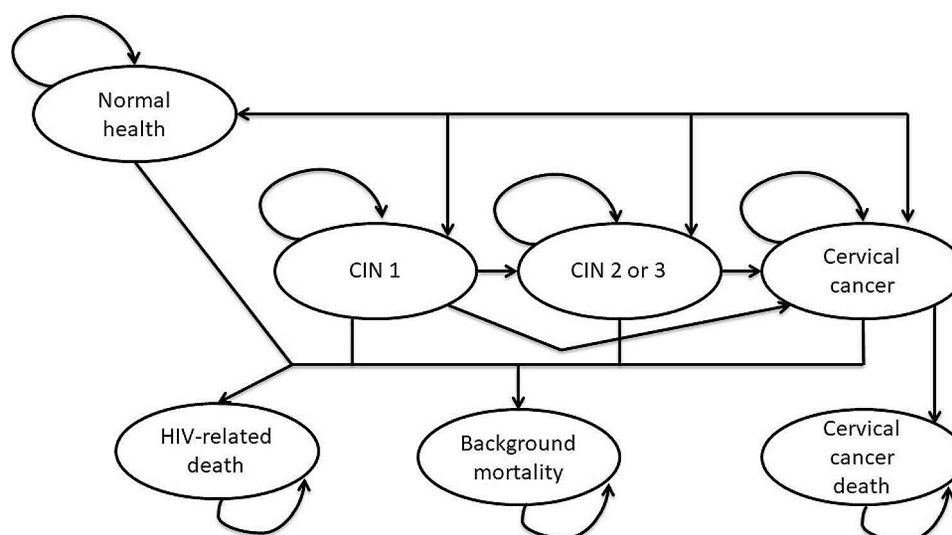 Normal
health
CIN 1
CIN 2 or 3
Cervical
cancer
HIV-related
death
Background
mortality
Cervical
cancer
death